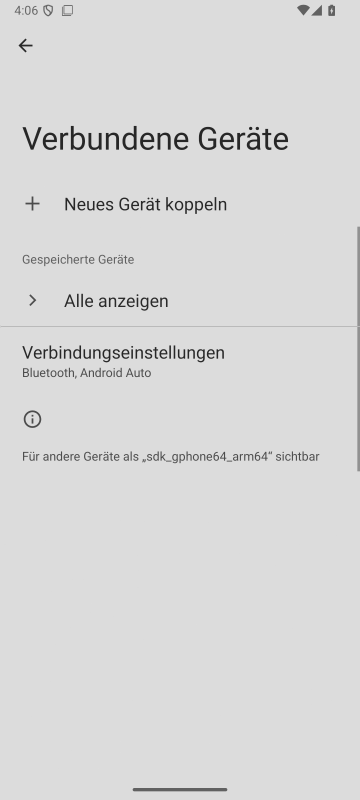 4:06
Verbundene Geräte
Neues Gerät koppeln
Gespeicherte Geräte
Alle anzeigen
Verbindungseinstellungen
Bluetooth, Android Auto
Für andere Geräte als „sdk_gphone64_arm64“ sichtbar